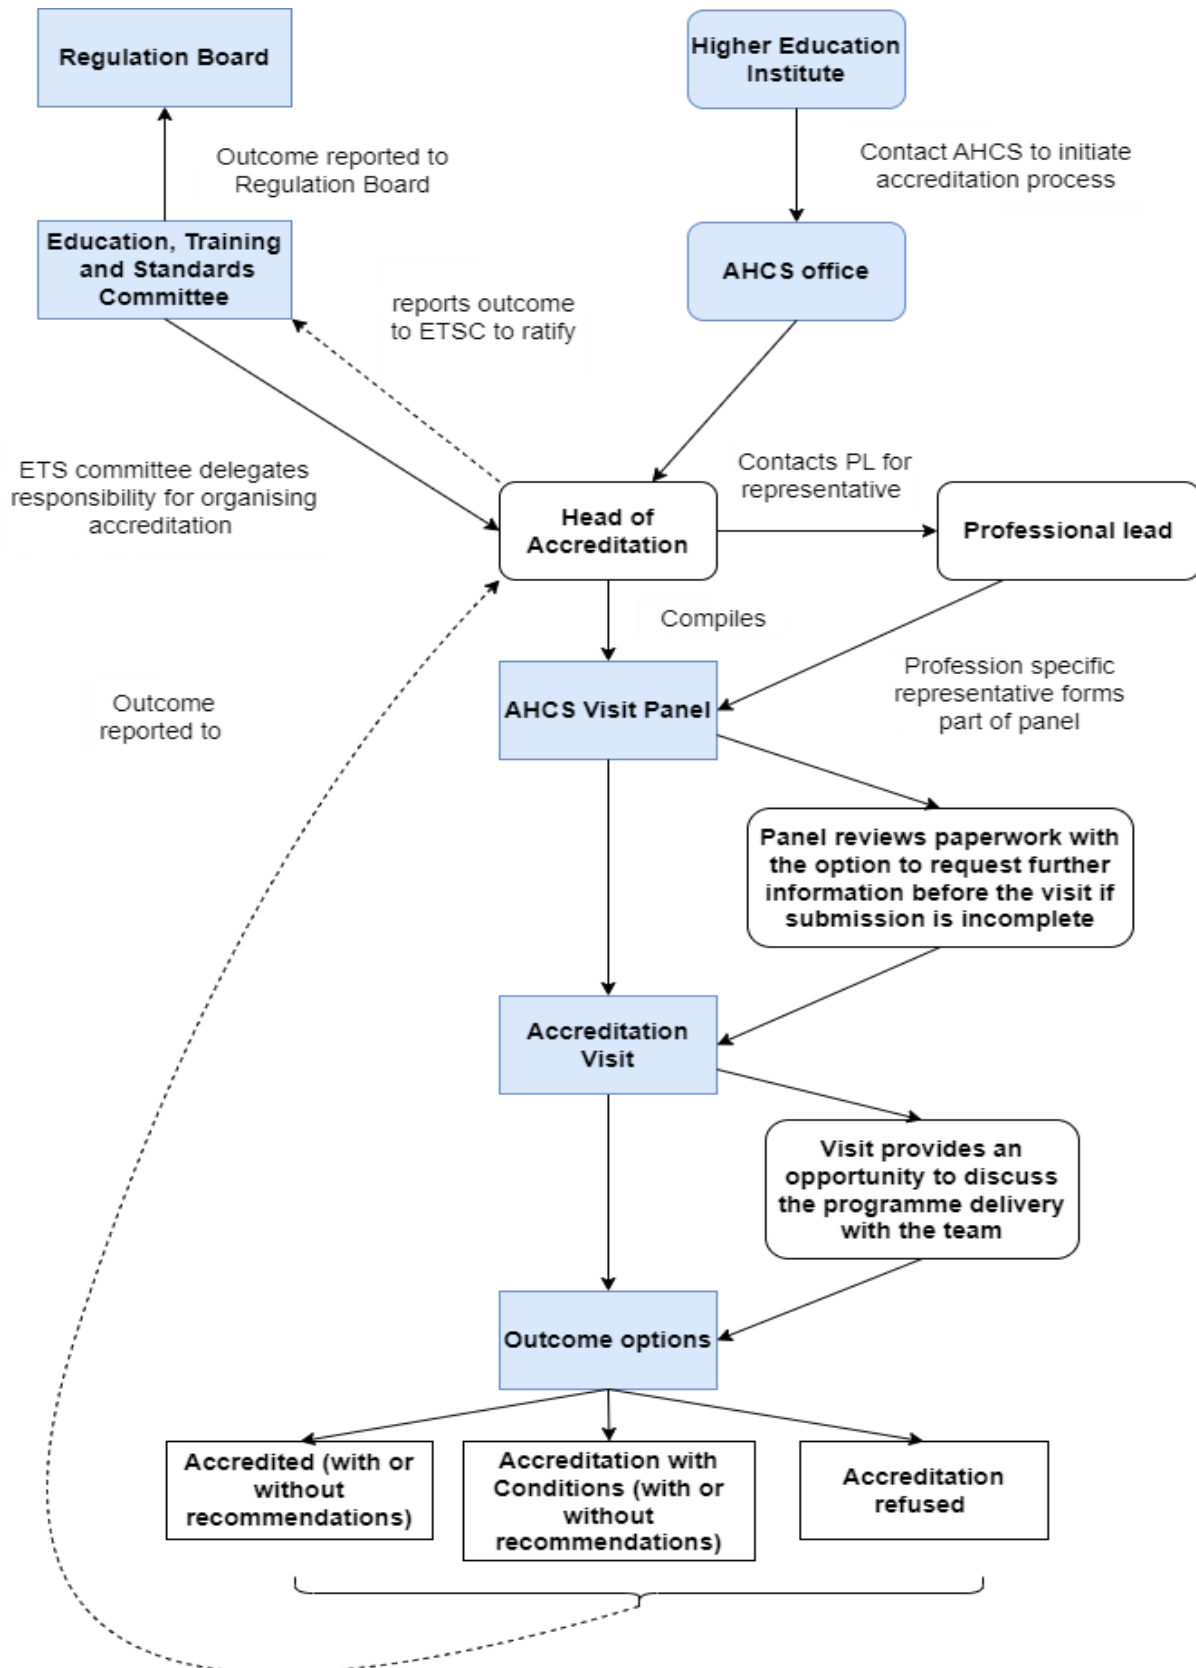 Regulation Board
Higher Education
Institute
Outcome reported to
Regulation Board
Contact AHCS to initiate
accreditation process
Education, Training
and Standards
Committee
AHCS office
reports outcome
to ETSC to ratify
ETS committee delegates
responsibility for organising
accreditation
Contacts PL for
representative
Head of
Accreditation
Professional lead
Compiles
Outcome
reported to
AHCS Visit Panel
Profession specific
representative forms
part of panel
Panel reviews paperwork with
the option to request further
information before the visit if
submission is incomplete
Accreditation
Visit
Visit provides an
opportunity to discuss
the programme delivery
with the team
Outcome options
Accredited (with or
without
recommendations)
Accreditation with
Conditions (with or
without
recommendations)
Accreditation
refused